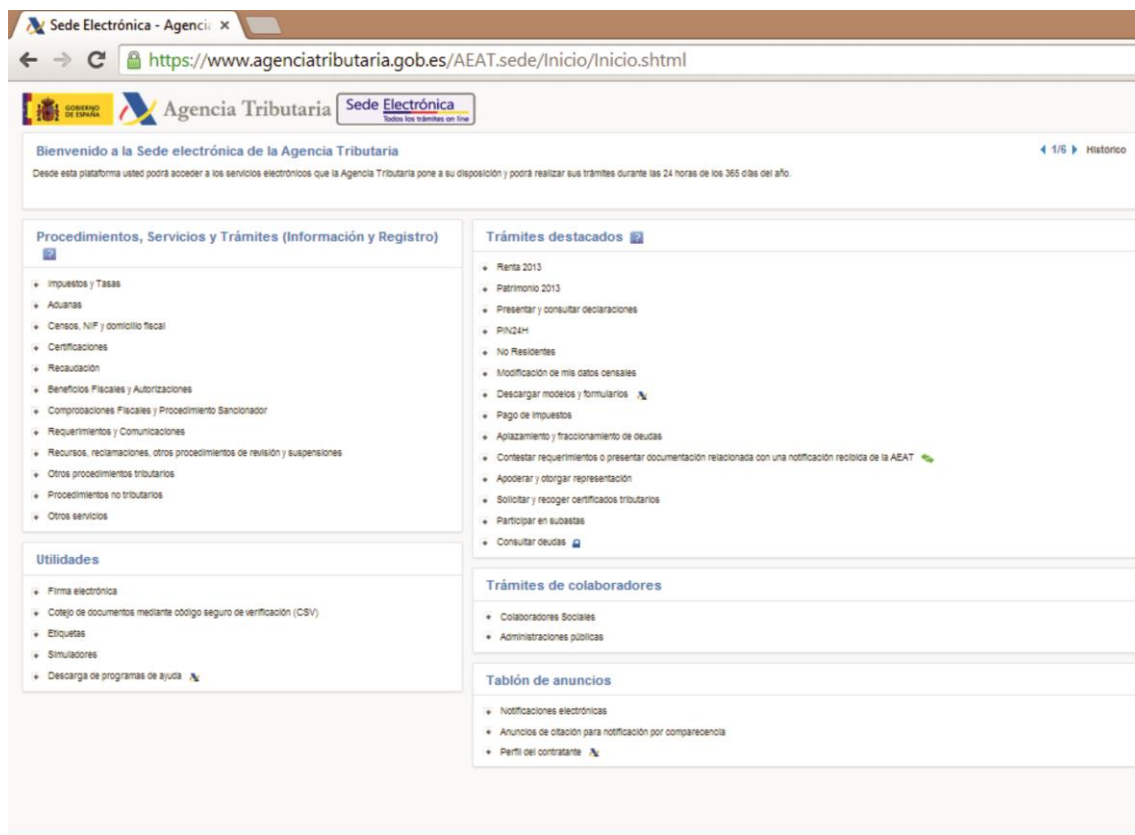 Sede Electrónica - Agencia
https://www.agenciatributaria.gob.es/AEAT.sede/Inicio/Inicio.shtml
GOBIERNO
DE ESPAÑA
Agencia Tributaria
Sede Electrónica
Todos los trámites on line
Bienvenido a la Sede electrónica de la Agencia Tributaria
1/6 Histórico
Desde esta plataforma usted podrá acceder a los servicios electrónicos que la Agencia Tributaria pone a su disposición y podrá realizar sus trámites durante las 24 horas de los 365 días del año.
Procedimientos, Servicios y Trámites (Información y Registro)
Impuestos y Tasas
Aduanas
Censos, NIF y domicilio fiscal
Certificaciones
Recaudación
Beneficios Fiscales y Autorizaciones
Comprobaciones Fiscales y Procedimiento Sancionador
Requerimientos y Comunicaciones
Recursos, reclamaciones, otros procedimientos de revisión y suspensiones
Otros procedimientos tributarios
Procedimientos no tributarios
Otros servicios
Utilidades
Firma electrónica
Cotejo de documentos mediante código seguro de verificación (CSV)
Etiquetas
Simuladores
Descarga de programas de ayuda
Trámites destacados
Renta 2013
Patrimonio 2013
Presentar y consultar declaraciones
PIN24H
No Residentes
Modificación de mis datos censales
Descargar modelos y formularios
Pago de Impuestos
Aplazamiento y fraccionamiento de deudas
Contestar requerimientos o presentar documentación relacionada con una notificación recibida de la AEAT
Apoderar y otorgar representación
Solicitar y recoger certificados tributarios
Participar en subastas
Consultar deudas
Trámites de colaboradores
Colaboradores Sociales
Administraciones públicas
Tablón de anuncios
Notificaciones electrónicas
Anuncios de citación para notificación por comparecencia
Perfil del contratante